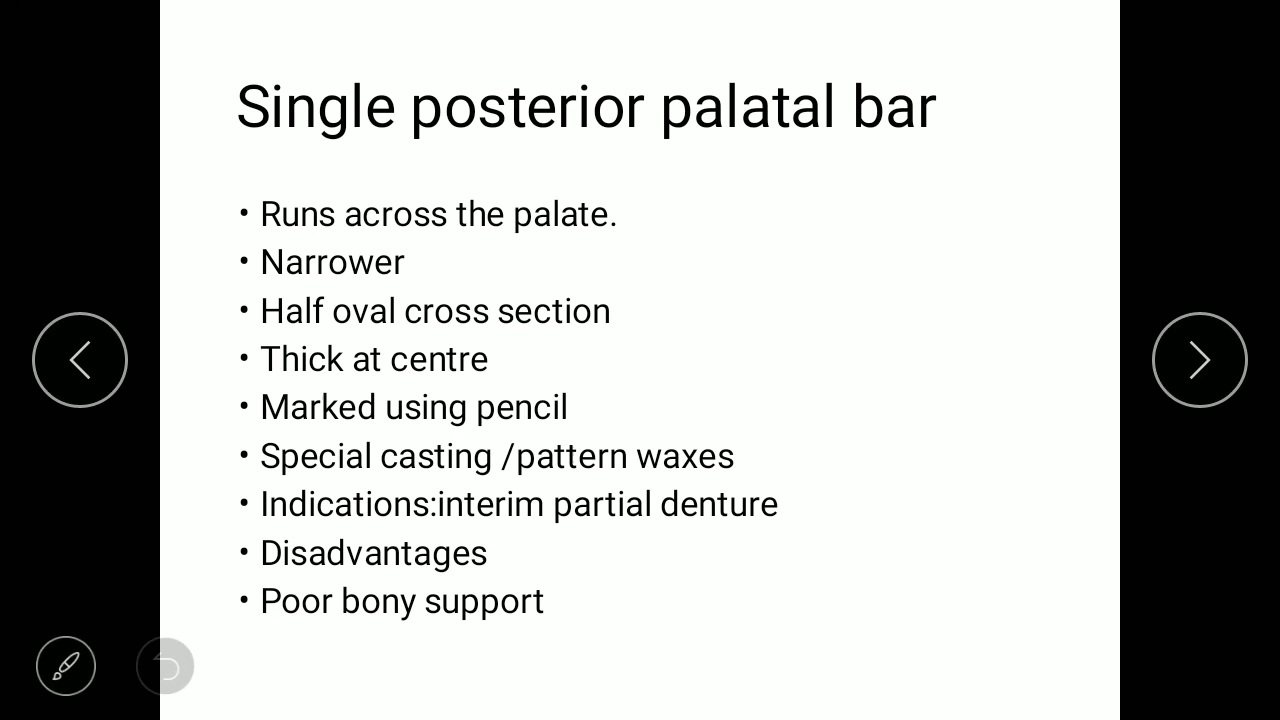 Single posterior palatal bar
• Runs across the palate.
• Narrower
• Half oval cross section
• Thick at centre
• Marked using pencil
• Special casting /pattern waxes
• Indications:interim partial denture
• Disadvantages
• Poor bony support